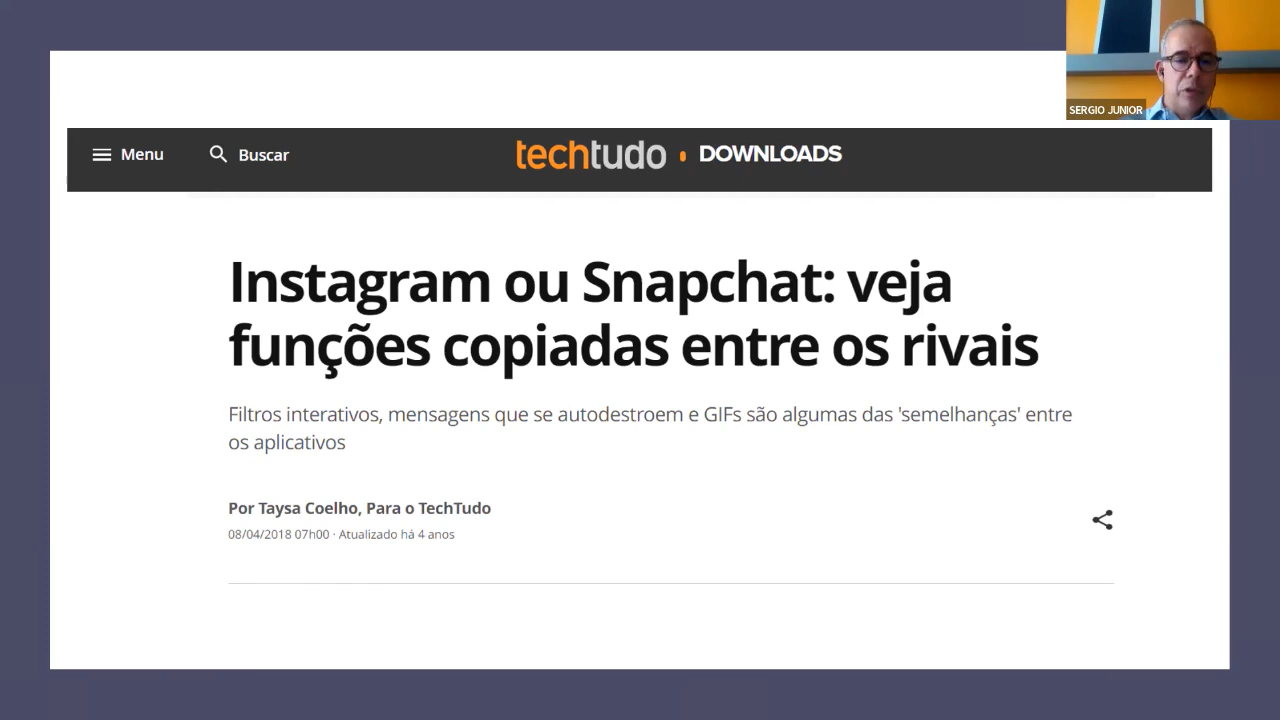 SERGIO JUNIOR
Menu
Buscar
techtudo
DOWNLOADS
Instagram ou Snapchat: veja
funções copiadas entre os rivais
Filtros interativos, mensagens que se autodestroem e GIFs são algumas das 'semelhanças' entre
os aplicativos
Por Taysa Coelho, Para o TechTudo
08/04/2018 07h00 · Atualizado há 4 anos